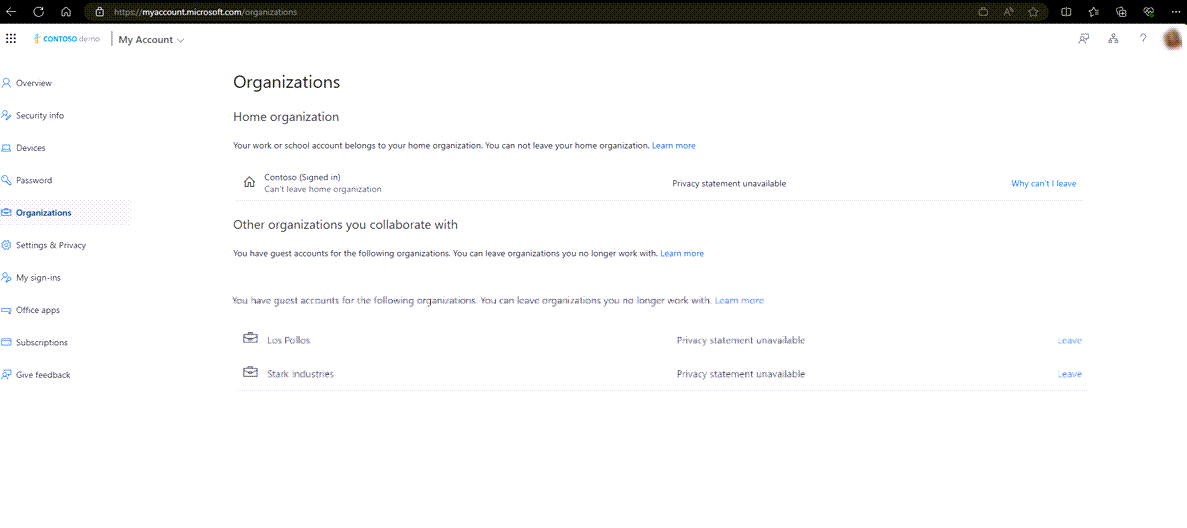 https://myaccount.microsoft.com/organizations
CONTOSO demo My Account
Overview
Security info
Devices
Password
Organizations
Settings & Privacy
My sign-ins
Office apps
Subscriptions
Give feedback
Organizations
Home organization
Your work or school account belongs to your home organization. You can not leave your home organization. Learn more
Contoso (Signed in) Privacy statement unavailable Why can't I leave
Can't leave home organization
Other organizations you collaborate with
You have guest accounts for the following organizations. You can leave organizations you no longer work with. Learn more
You have guest accounts for the following organizations. You can leave organizations you no longer work with. Learn more
Los Pollos Privacy statement unavailable Leave
Stark Industries Privacy statement unavailable Leave